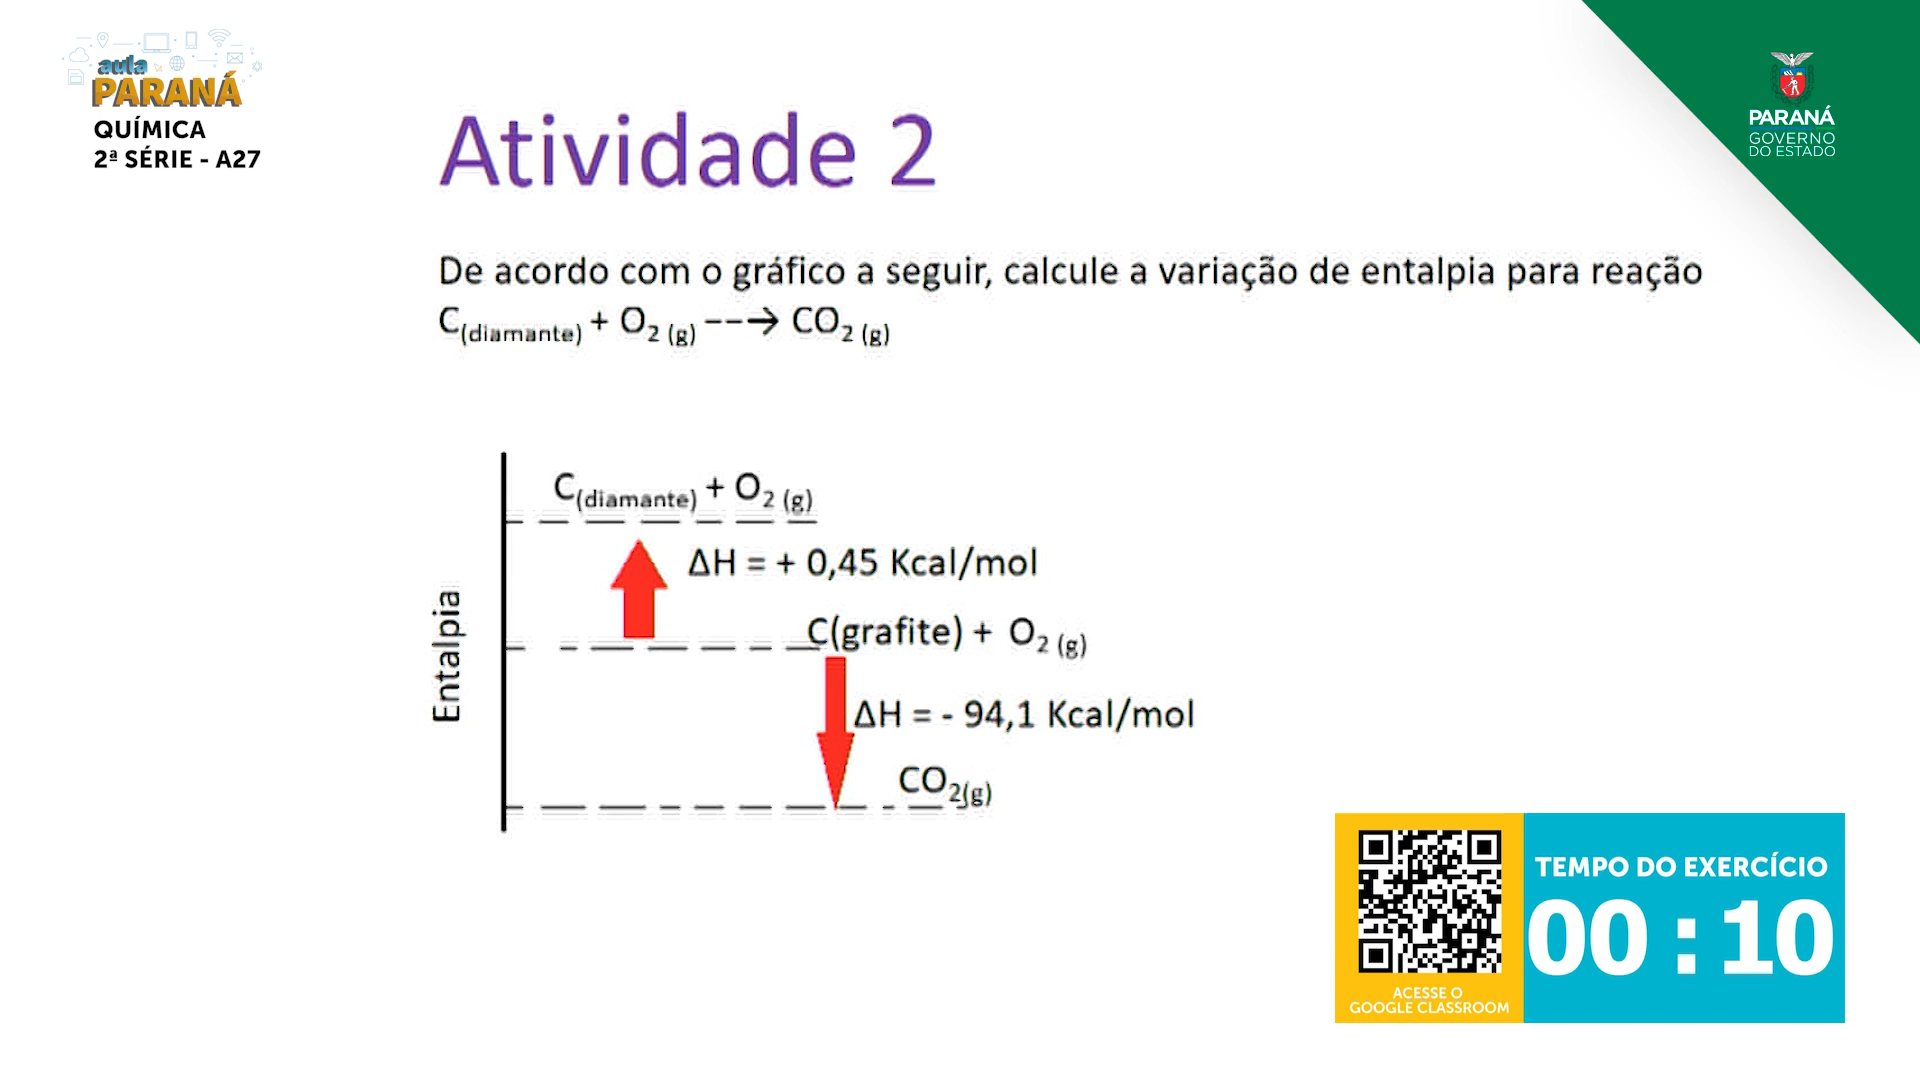 aula
PARANÁ
QUÍMICA
2ª SÉRIE - A27
PARANÁ
GOVERNO
DO ESTADO
Atividade 2
De acordo com o gráfico a seguir, calcule a variação de entalpia para reação
C(diamante) + O2 (g) ---→ CO2 (g)
C(diamante) + O2 (g)
ΔH = + 0,45 Kcal/mol
C(grafite) + O2 (g)
Entalpia
ΔH = - 94,1 Kcal/mol
CO2(g)
TEMPO DO EXERCÍCIO
00 : 10
ACESSE O
GOOGLE CLASSROOM